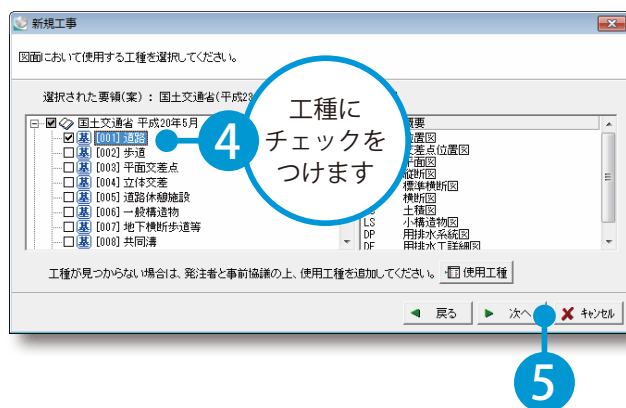 新規工事
図面において使用する工種を選択してください。
選択された要領(案) : 国土交通省(平成23
国土交通省 平成20年5月
基 [001] 道路
基 [002] 歩道
基 [003] 平面交差点
基 [004] 立体交差
基 [005] 道路休憩施設
基 [006] 一般構造物
基 [007] 地下横断歩道等
基 [008] 共同溝
4
工種に
チェックを
つけます
概要
位置図
交差点位置図
平面図
縦断図
標準横断図
横断図
土積図
LS 小構造物図
DP 用排水系統図
DF 用排水工詳細図
工種が見つからない場合は、発注者と事前協議の上、使用工種を追加してください。 使用工種
戻る 次へ キャンセル
5